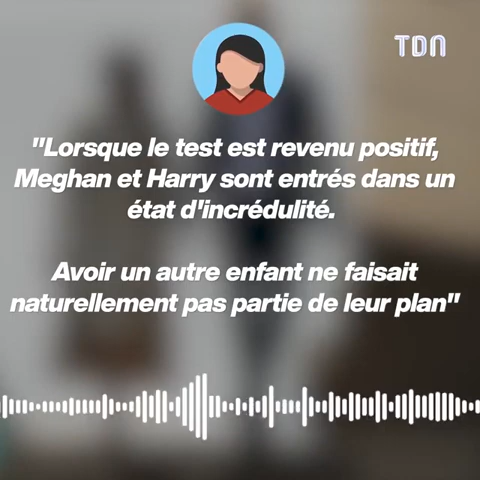 TDN
"Lorsque le test est revenu positif,
Meghan et Harry sont entrés dans un
état d'incrédulité.
Avoir un autre enfant ne faisait
naturellement pas partie de leur plan"